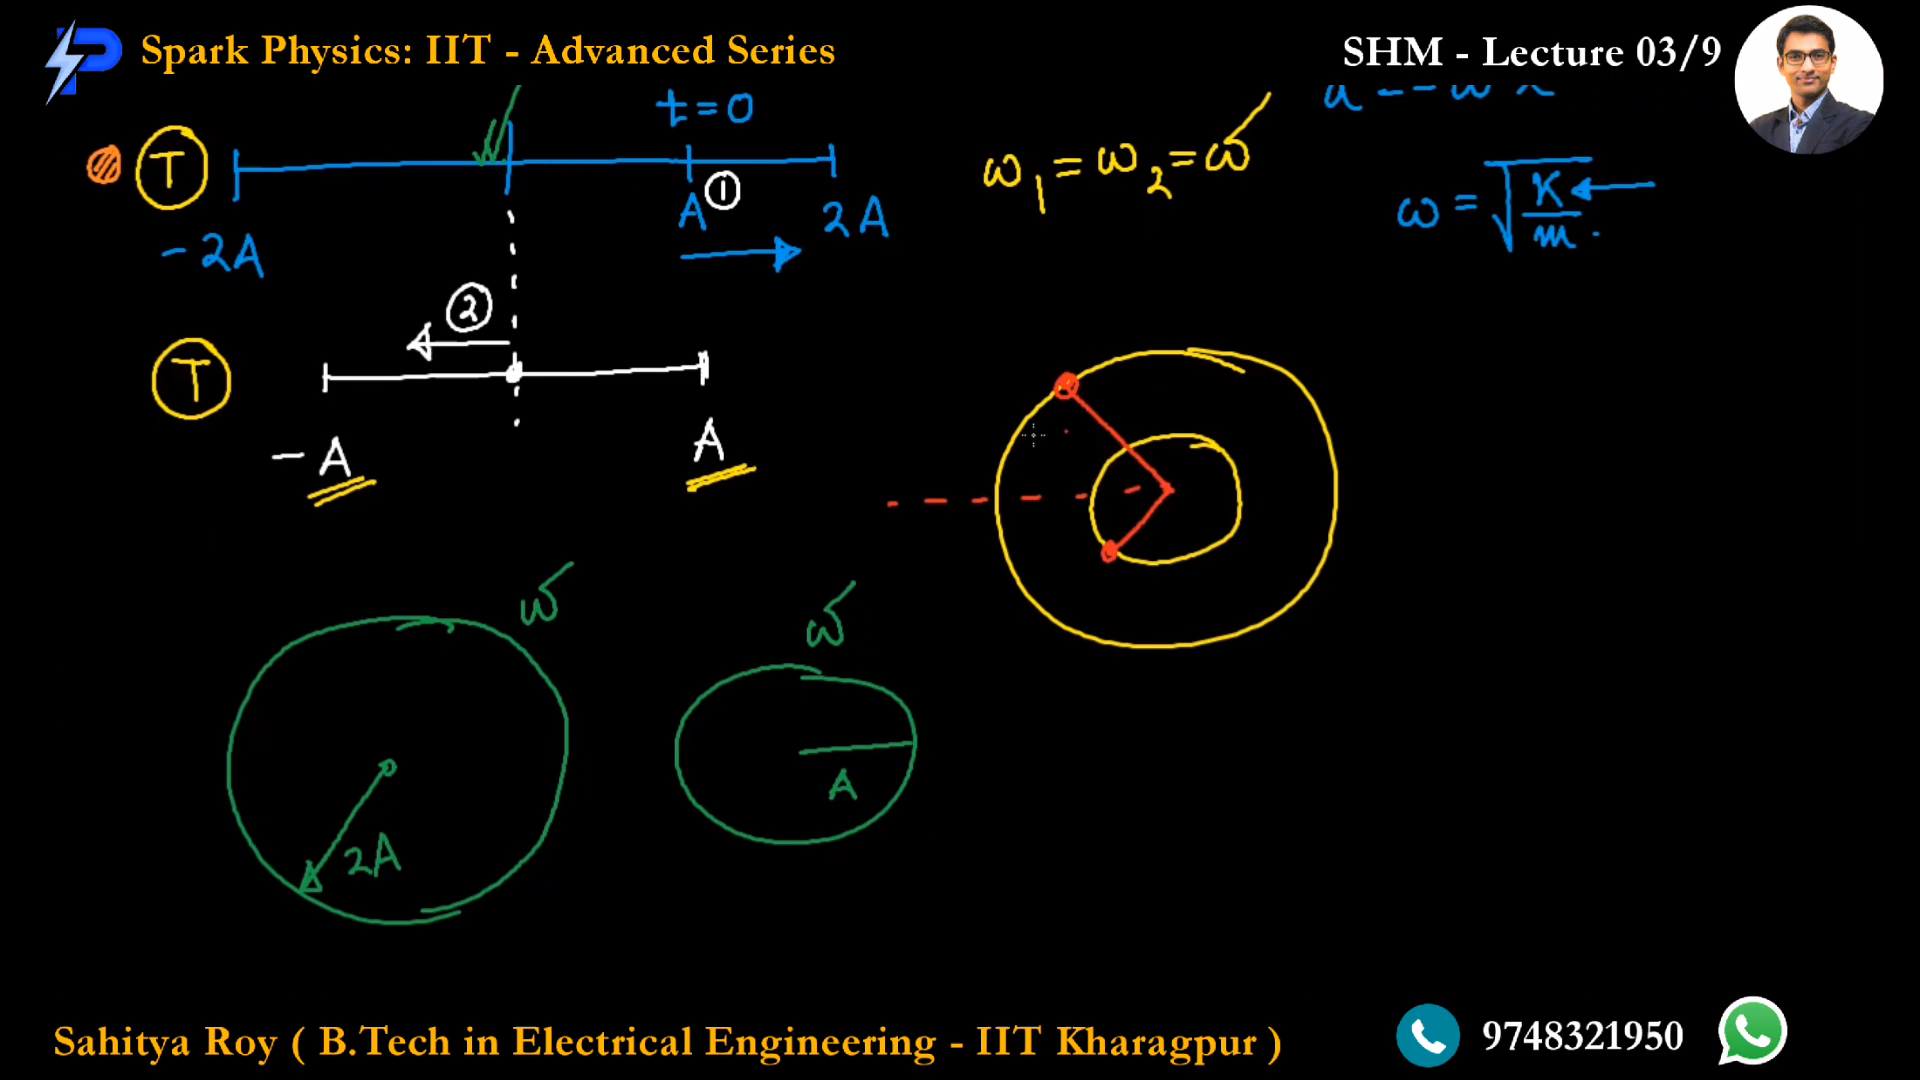 Spark Physics: IIT - Advanced Series
SHM - Lecture 03/9
t=0
T
-2A
A
①
2A
ω₁ = ω₂ = ω
ω = √(K/m)
②
T
-A
A
ω
2A
ω
A
Sahitya Roy ( B.Tech in Electrical Engineering - IIT Kharagpur )
9748321950